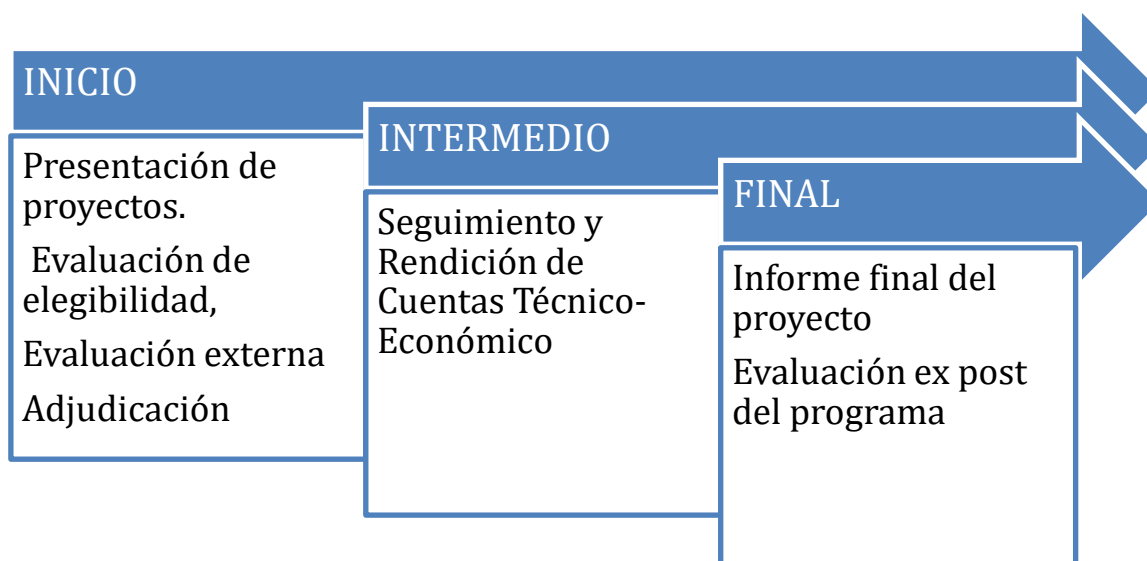 INICIO
Presentación de
proyectos.
Evaluación de
elegibilidad,
Evaluación externa
Adjudicación
INTERMEDIO
Seguimiento y
Rendición de
Cuentas Técnico-
Económico
FINAL
Informe final del
proyecto
Evaluación ex post
del programa